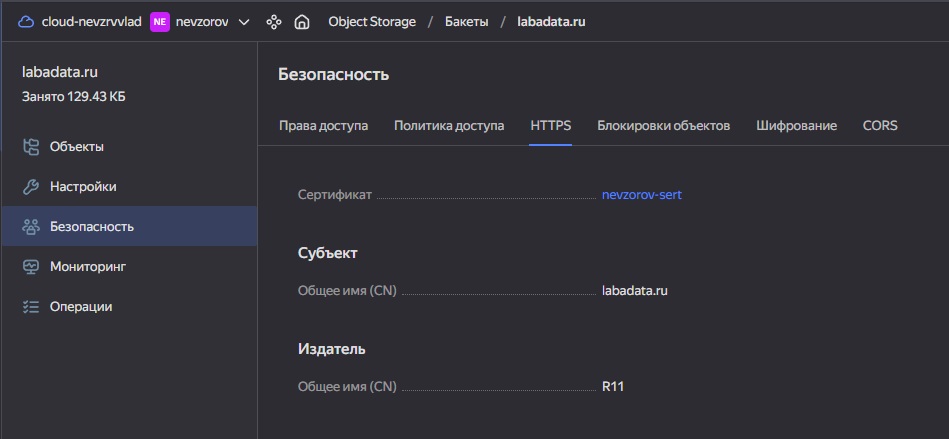 cloud-nevzrvvlad NE nevzorov Object Storage / Бакеты / labadata.ru
labadata.ru
Занято 129.43 КБ
Объекты
Настройки
Безопасность
Мониторинг
Операции
Безопасность
Права доступа Политика доступа HTTPS Блокировки объектов Шифрование CORS
Сертификат nevzorov-sert
Субъект
Общее имя (CN) labadata.ru
Издатель
Общее имя (CN) R11